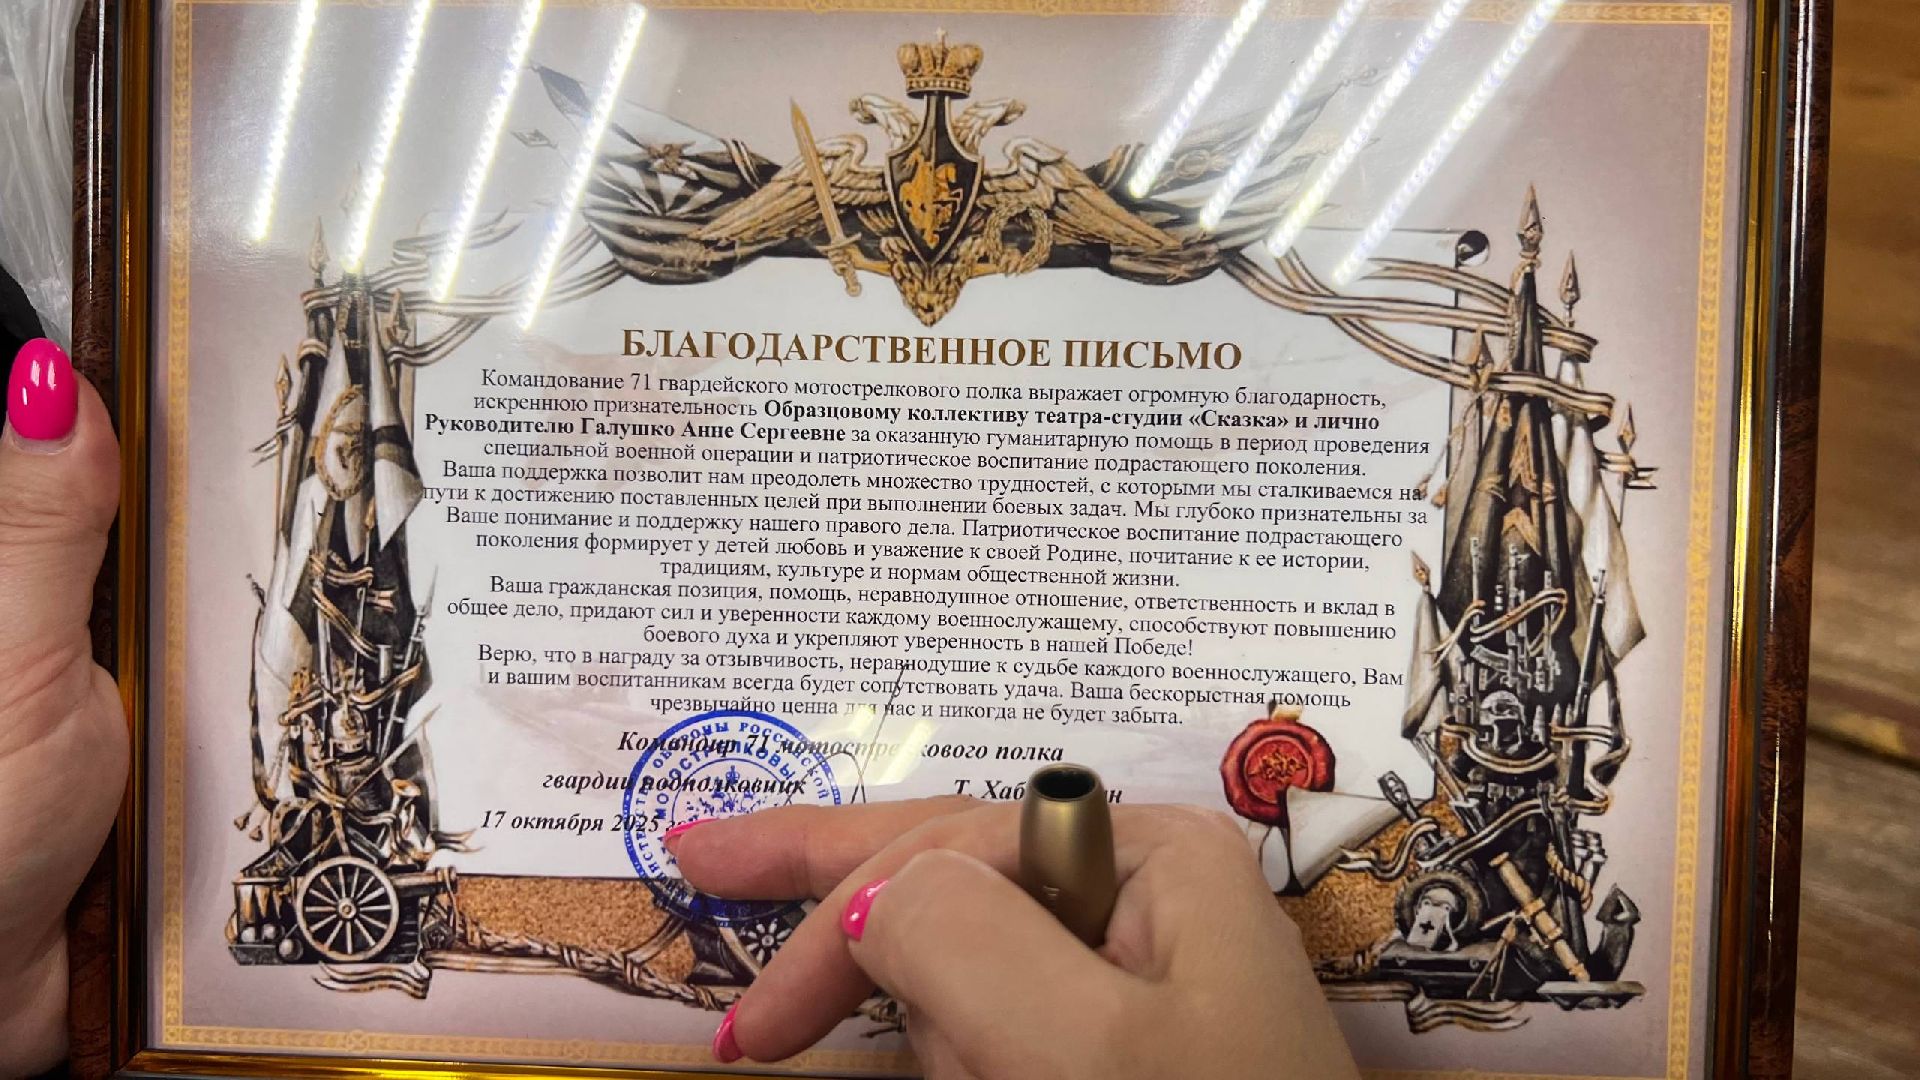 БЛАГОДАРСТВЕННОЕ ПИСЬМО
Командование 71 гвардейского мотострелкового полка выражает огромную благодарность,
искреннюю признательность Образцовому коллективу театра-студии «Сказка» и лично
Руководителю Галушко Анне Сергеевне за оказанную гуманитарную помощь в период проведения
специальной военной операции и патриотическое воспитание подрастающего поколения.
Ваша поддержка позволит нам преодолеть множество трудностей, с которыми мы сталкиваемся на
пути к достижению поставленных целей при выполнении боевых задач. Мы глубоко признательны за
Ваше понимание и поддержку нашего правого дела. Патриотическое воспитание подрастающего
поколения формирует у детей любовь и уважение к своей Родине, почитание к ее истории,
традициям, культуре и нормам общественной жизни.
Ваша гражданская позиция, помощь, неравнодушное отношение, ответственность и вклад в
общее дело, придают сил и уверенности каждому военнослужащему, способствуют повышению
боевого духа и укрепляют уверенность в нашей Победе!
Верю, что в награду за отзывчивость, неравнодушие к судьбе каждого военнослужащего, Вам
и вашим воспитанникам всегда будет сопутствовать удача. Ваша бескорыстная помощь
чрезвычайно ценна для нас и никогда не будет забыта.
Командир 71 мотострелкового полка
гвардии подполковник Т.
17 октября 2025